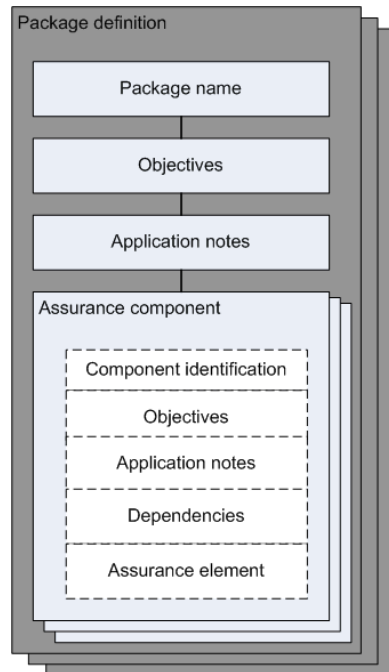 Package definition
Package name
Objectives
Application notes
Assurance component
Component identification
Objectives
Application notes
Dependencies
Assurance element